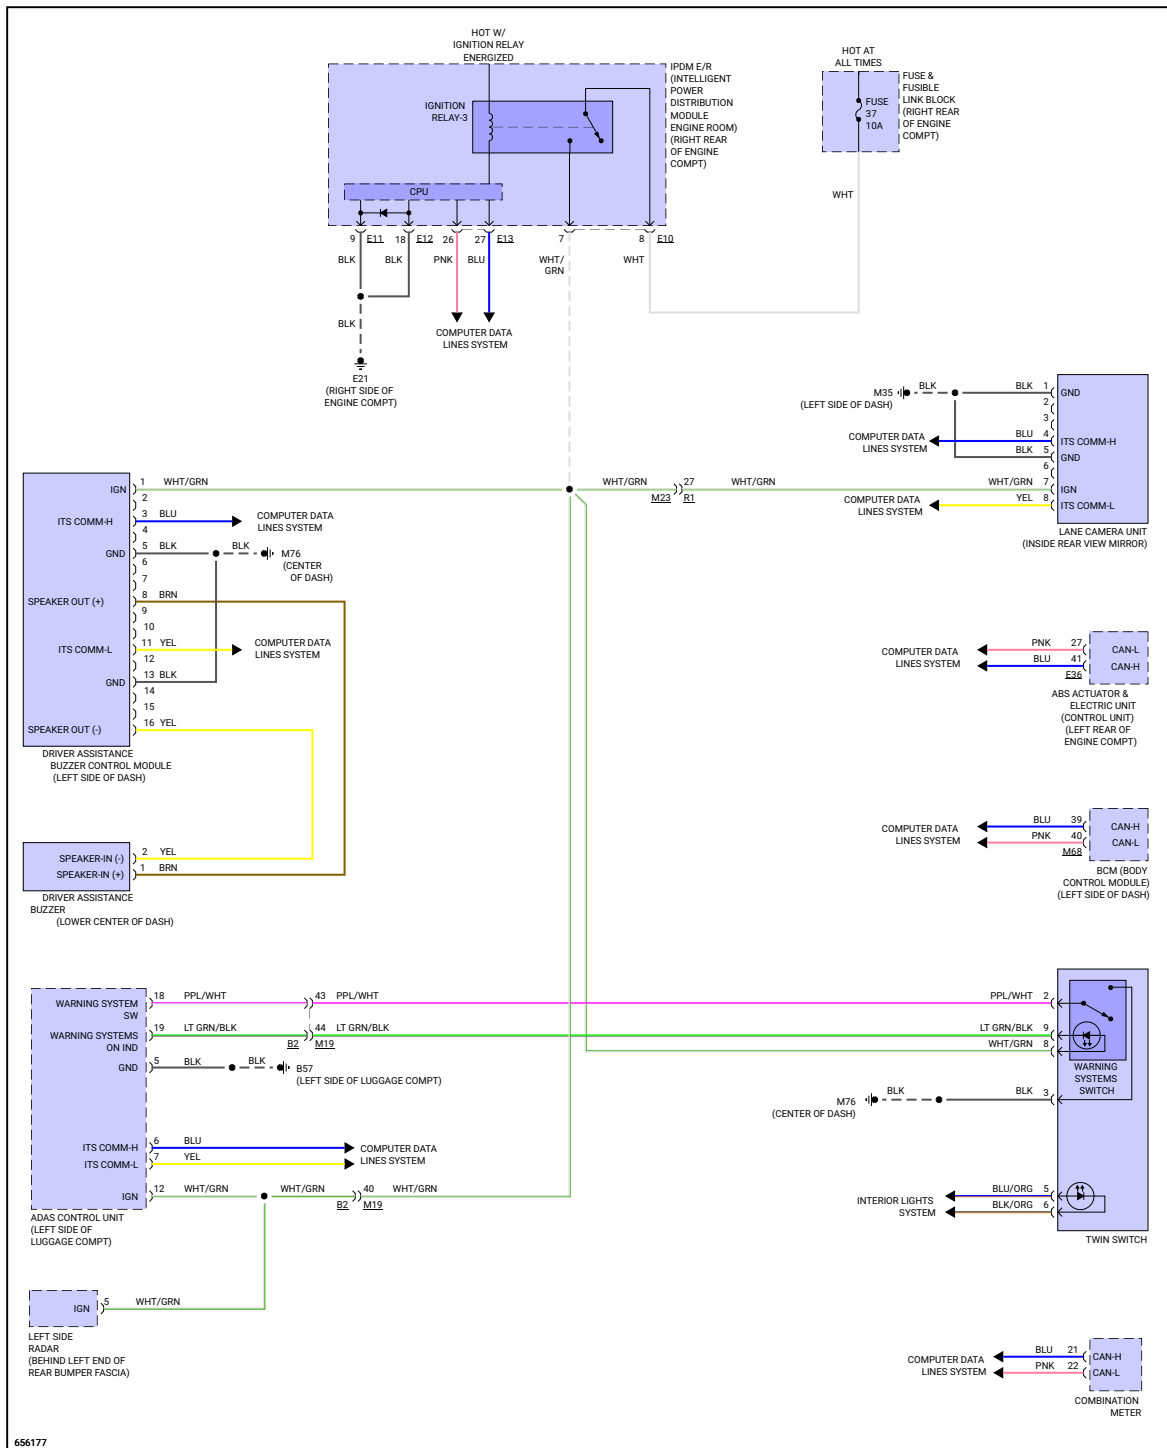 HOT W/
IGNITION RELAY
ENERGIZED
HOT AT
ALL TIMES
IPDM E/R
(INTELLIGENT
POWER
DISTRIBUTION
MODULE
ENGINE ROOM)
(RIGHT REAR
OF ENGINE
COMPT)
IGNITION
RELAY-3
CPU
FUSE
37
10A
FUSE &
FUSIBLE
LINK BLOCK
(RIGHT REAR
OF ENGINE
COMPT)
WHT
9 E11 18 E12 26 27 E13 7 8 E10
BLK BLK PNK BLU WHT/
GRN WHT
BLK
COMPUTER DATA
LINES SYSTEM
E21
(RIGHT SIDE OF
ENGINE COMPT)
M35
(LEFT SIDE OF DASH)
BLK
BLK 1 GND
2
3
COMPUTER DATA
LINES SYSTEM
BLU 4 ITS COMM-H
BLK 5 GND
6
WHT/GRN M23 27 R1 WHT/GRN WHT/GRN 7 IGN
COMPUTER DATA
LINES SYSTEM
YEL 8 ITS COMM-L
LANE CAMERA UNIT
(INSIDE REAR VIEW MIRROR)
IGN 1 WHT/GRN
2
ITS COMM-H 3 BLU
COMPUTER DATA
LINES SYSTEM
4
GND 5 BLK BLK
M76
(CENTER
OF DASH)
6
7
SPEAKER OUT (+) 8 BRN
9
10
ITS COMM-L 11 YEL
COMPUTER DATA
LINES SYSTEM
12
GND 13 BLK
14
15
SPEAKER OUT (-) 16 YEL
DRIVER ASSISTANCE
BUZZER CONTROL MODULE
(LEFT SIDE OF DASH)
COMPUTER DATA
LINES SYSTEM
PNK 27 CAN-L
BLU 41 CAN-H
E36
ABS ACTUATOR &
ELECTRIC UNIT
(CONTROL UNIT)
(LEFT REAR OF
ENGINE COMPT)
COMPUTER DATA
LINES SYSTEM
BLU 39 CAN-H
PNK 40 CAN-L
M68
BCM (BODY
CONTROL MODULE)
(LEFT SIDE OF DASH)
SPEAKER-IN (-) 2 YEL
SPEAKER-IN (+) 1 BRN
DRIVER ASSISTANCE
BUZZER
(LOWER CENTER OF DASH)
WARNING SYSTEM
SW
18 PPL/WHT 43 PPL/WHT PPL/WHT 2
WARNING SYSTEMS
ON IND
19 LT GRN/BLK B2 44 M19 LT GRN/BLK LT GRN/BLK 9
WHT/GRN 8
GND 5 BLK BLK
B57
(LEFT SIDE OF LUGGAGE COMPT)
WARNING
SYSTEMS
SWITCH
M76
(CENTER OF DASH)
BLK BLK 3
ITS COMM-H 6 BLU
ITS COMM-L 7 YEL
COMPUTER DATA
LINES SYSTEM
IGN 12 WHT/GRN WHT/GRN B2 40 M19 WHT/GRN
ADAS CONTROL UNIT
(LEFT SIDE OF
LUGGAGE COMPT)
INTERIOR LIGHTS
SYSTEM
BLU/ORG 5
BLK/ORG 6
TWIN SWITCH
IGN 5 WHT/GRN
LEFT SIDE
RADAR
(BEHIND LEFT END OF
REAR BUMPER FASCIA)
COMPUTER DATA
LINES SYSTEM
BLU 21 CAN-H
PNK 22 CAN-L
COMBINATION
METER
656177